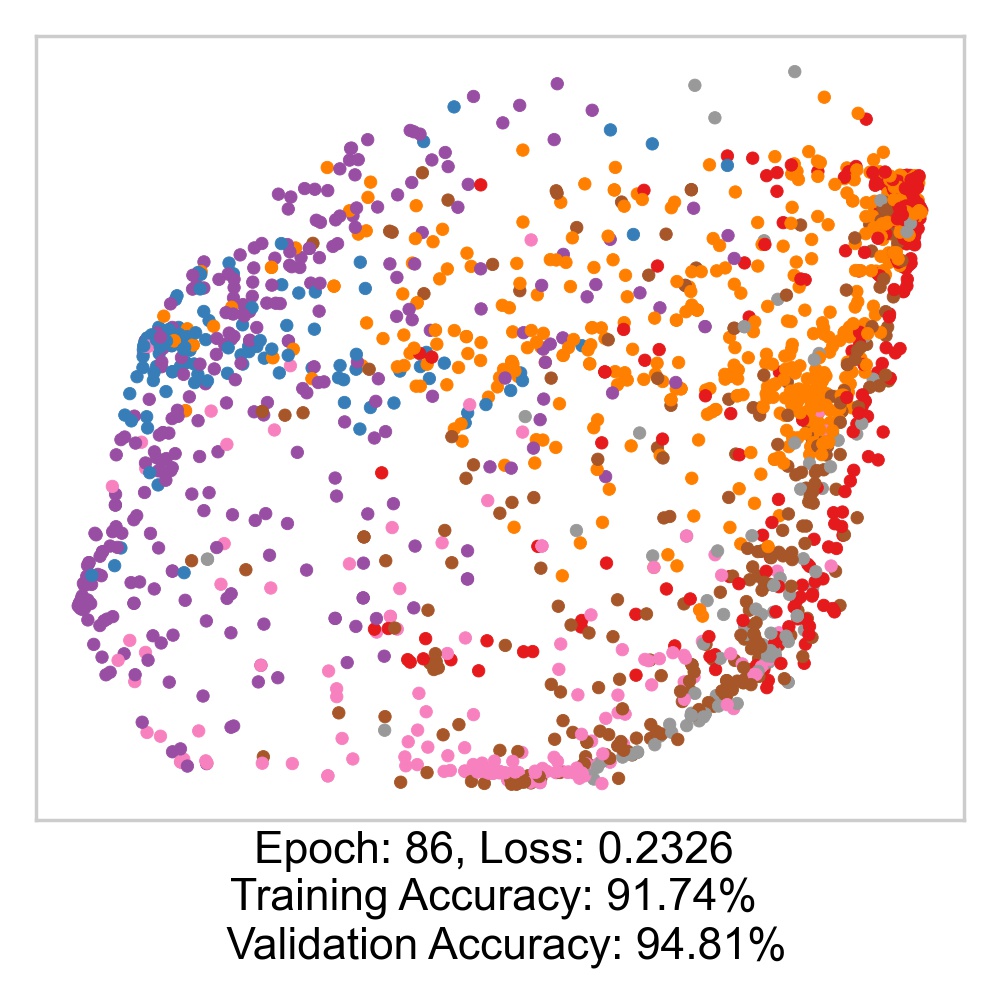 Epoch: 86, Loss: 0.2326
Training Accuracy: 91.74%
Validation Accuracy: 94.81%